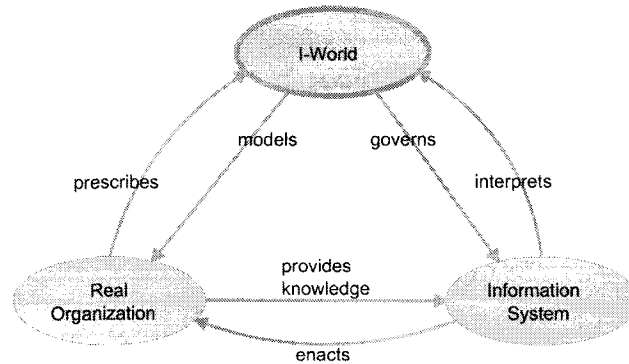 I-World
models
governs
prescribes
interprets
provides
knowledge
Real
Organization
Information
System
enacts